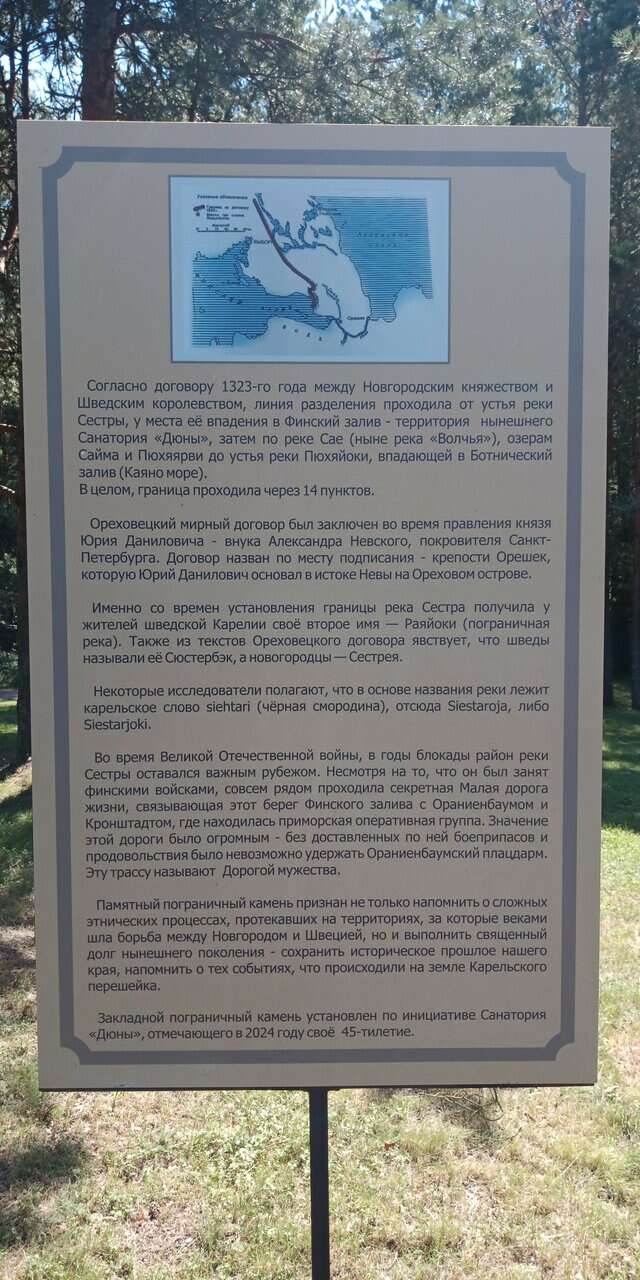 Условные обозначения
ВЫБОРГ
Орешек
Согласно договору 1323-го года между Новгородским княжеством и
Шведским королевством, линия разделения проходила от устья реки
Сестры, у места её впадения в Финский залив - территория нынешнего
Санатория «Дюны», затем по реке Сае (ныне река «Волчья»), озерам
Сайма и Пюхяярви до устья реки Пюхяйоки, впадающей в Ботнический
залив (Каяно море).
В целом, граница проходила через 14 пунктов.
Ореховецкий мирный договор был заключен во время правления князя
Юрия Даниловича - внука Александра Невского, покровителя Санкт-
Петербурга. Договор назван по месту подписания - крепости Орешек,
которую Юрий Данилович основал в истоке Невы на Ореховом острове.
Именно со времен установления границы река Сестра получила у
жителей шведской Карелии своё второе имя — Раяйоки (пограничная
река). Также из текстов Ореховецкого договора явствует, что шведы
называли её Сюстербэк, а новогородцы — Сестрея.
Некоторые исследователи полагают, что в основе названия реки лежит
карельское слово siehtari (чёрная смородина), отсюда Siestaroja, либо
Siestarjoki.
Во время Великой Отечественной войны, в годы блокады район реки
Сестры оставался важным рубежом. Несмотря на то, что он был занят
финскими войсками, совсем рядом проходила секретная Малая дорога
жизни, связывающая этот берег Финского залива с Ораниенбаумом и
Кронштадтом, где находилась приморская оперативная группа. Значение
этой дороги было огромным - без доставленных по ней боеприпасов и
продовольствия было невозможно удержать Ораниенбаумский плацдарм.
Эту трассу называют Дорогой мужества.
Памятный пограничный камень признан не только напомнить о сложных
этнических процессах, протекавших на территориях, за которые веками
шла борьба между Новгородом и Швецией, но и выполнить священный
долг нынешнего поколения - сохранить историческое прошлое нашего
края, напомнить о тех событиях, что происходили на земле Карельского
перешейка.
Закладной пограничный камень установлен по инициативе Санатория
«Дюны», отмечающего в 2024 году своё 45-тилетие.